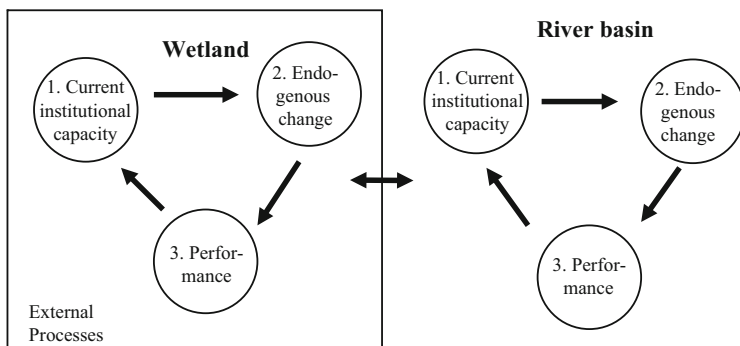 Wetland
1. Current
institutional
capacity
2. Endo-
genous
change
3. Perfor-
mance
External
Processes
River basin
1. Current
institutional
capacity
2. Endo-
genous
change
3. Perfor-
mance